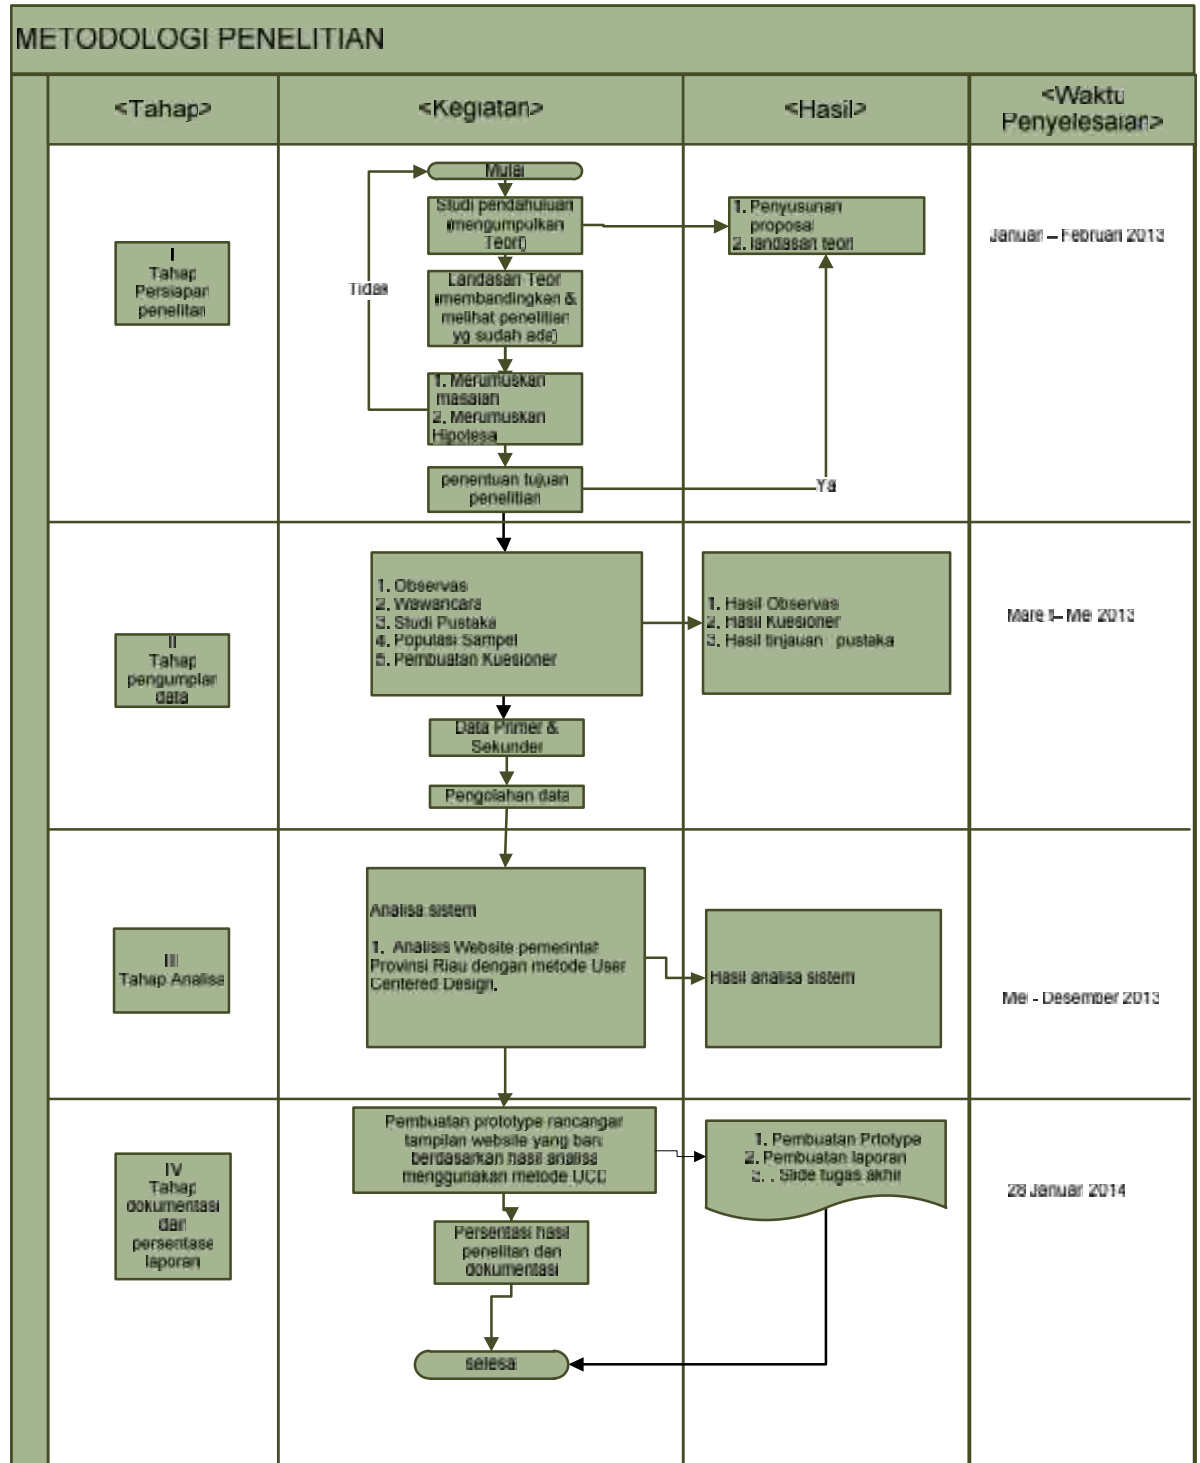 METODOLOGI PENELITIAN
<Tahap>
<Kegiatan>
<Hasil>
<Waktu
Penyelesaian>
I
Tahap
Persiapan
penelitan
Mulai
Studi pendahuluan
(mengumpulkan
Teori)
Landasan Teori
(membandingkan &
melihat penelitian
yg sudah ada)
Tidak
1. Merumuskan
masalah
2. Merumuskan
Hipotesa
penentuan tujuan
penelitian
Ya
1. Penyusunan
proposal
2. landasan teori
Januari – Februari 2013
II
Tahap
pengumplan
data
1. Observasi
2. Wawancara
3. Studi Pustaka
4. Populasi Sampel
5. Pembuatan Kuesioner
Data Primer &
Sekunder
Pengolahan data
1. Hasil Observasi
2. Hasil Kuesioner
3. Hasil tinjauan pustaka
Maret – Mei 2013
III
Tahap Analisa
Analisa sistem
1. Analisis Website pemerintah
Provinsi Riau dengan metode User
Centered Design.
Hasil analisa sistem
Mei - Desember 2013
IV
Tahap
dokumentasi
dan
persentase
laporan
Pembuatan prototype rancangan
tampilan website yang baru
berdasarkan hasil analisa
menggunakan metode UCD
Persentasi hasil
penelitan dan
dokumentasi
selesai
1. Pembuatan Prtotype
2. Pembuatan laporan
3. . Slide tugas akhir
28 Januari 2014